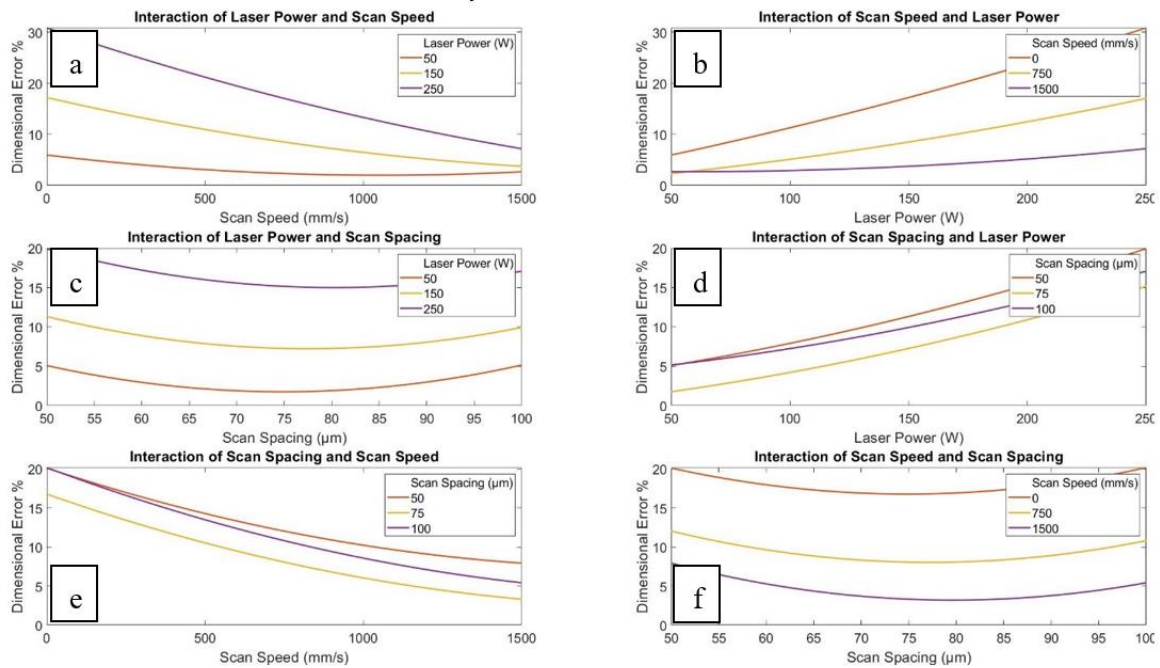 Interaction of Laser Power and Scan Speed
a
Dimensional Error %
30
20
10
0
Laser Power (W)
50
150
250
0 500 1000 1500
Scan Speed (mm/s)
Interaction of Scan Speed and Laser Power
b
Dimensional Error %
30
20
10
0
Scan Speed (mm/s)
0
750
1500
50 100 150 200 250
Laser Power (W)
Interaction of Laser Power and Scan Spacing
c
Dimensional Error %
20
15
10
5
0
Laser Power (W)
50
150
250
50 55 60 65 70 75 80 85 90 95 100
Scan Spacing (µm)
Interaction of Scan Spacing and Laser Power
d
Dimensional Error %
20
15
10
5
0
Scan Spacing (µm)
50
75
100
50 100 150 200 250
Laser Power (W)
Interaction of Scan Spacing and Scan Speed
e
Dimensional Error %
20
15
10
5
0
Scan Spacing (µm)
50
75
100
0 500 1000 1500
Scan Speed (mm/s)
Interaction of Scan Speed and Scan Spacing
f
Dimensional Error %
20
15
10
5
0
Scan Speed (mm/s)
0
750
1500
50 55 60 65 70 75 80 85 90 95 100
Scan Spacing (µm)